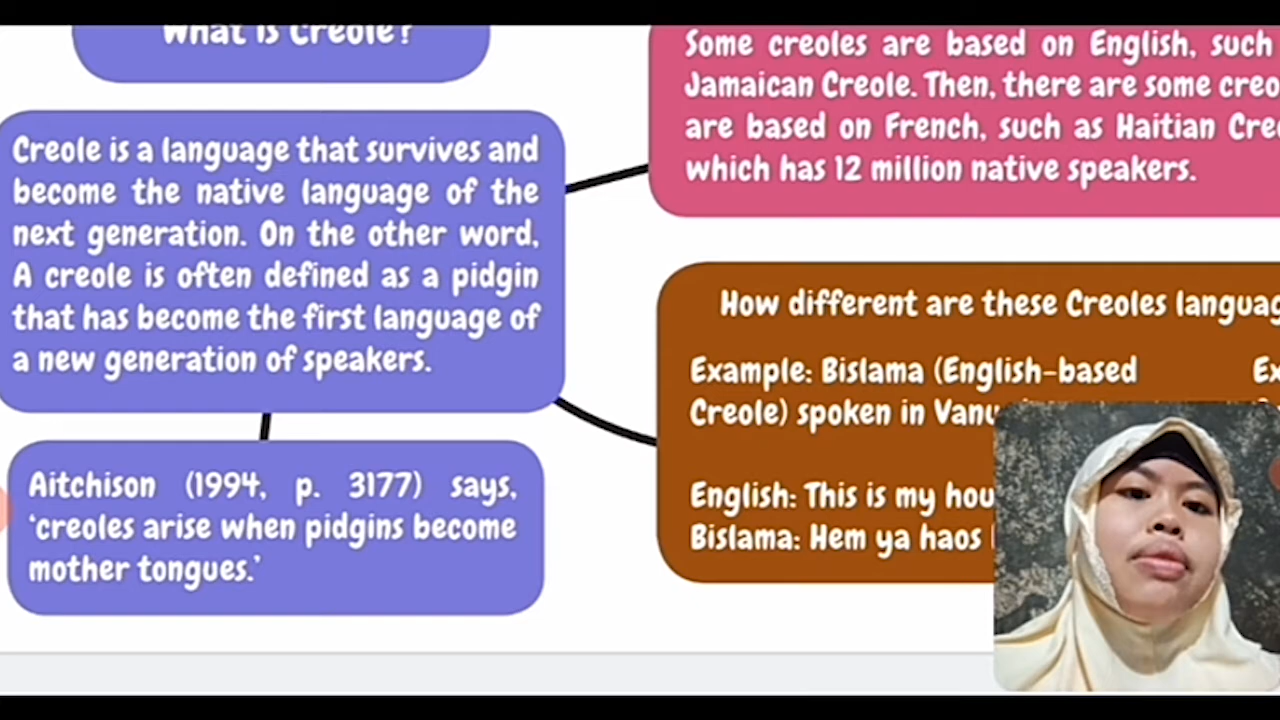 What is Creole?
Creole is a language that survives and
become the native language of the
next generation. On the other word,
A creole is often defined as a pidgin
that has become the first language of
a new generation of speakers.
Aitchison (1994, p. 3177) says,
‘creoles arise when pidgins become
mother tongues.’
Some creoles are based on English, such
Jamaican Creole. Then, there are some
are based on French, such as Haitian
which has 12 million native speakers.
How different are these Creoles
Example: Bislama (English-based
Creole) spoken in
English: This is my
Bislama: Hem ya haos